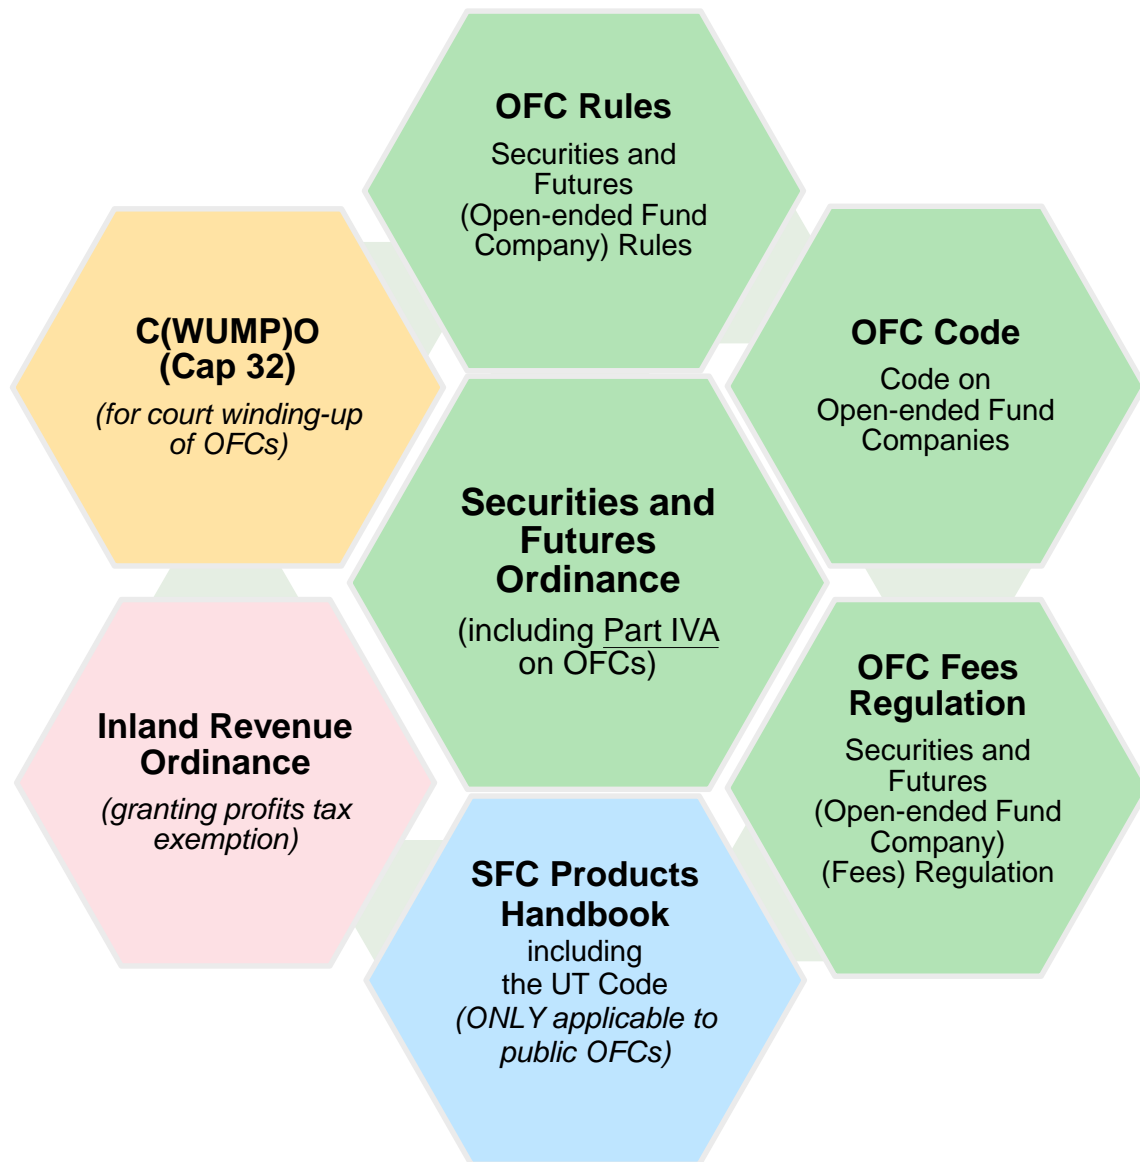 OFC Rules
Securities and
Futures
(Open-ended Fund
Company) Rules
C(WUMP)O
(Cap 32)
(for court winding-up
of OFCs)
OFC Code
Code on
Open-ended Fund
Companies
Securities and
Futures
Ordinance
(including Part IVA
on OFCs)
Inland Revenue
Ordinance
(granting profits tax
exemption)
OFC Fees
Regulation
Securities and
Futures
(Open-ended Fund
Company)
(Fees) Regulation
SFC Products
Handbook
including
the UT Code
(ONLY applicable to
public OFCs)